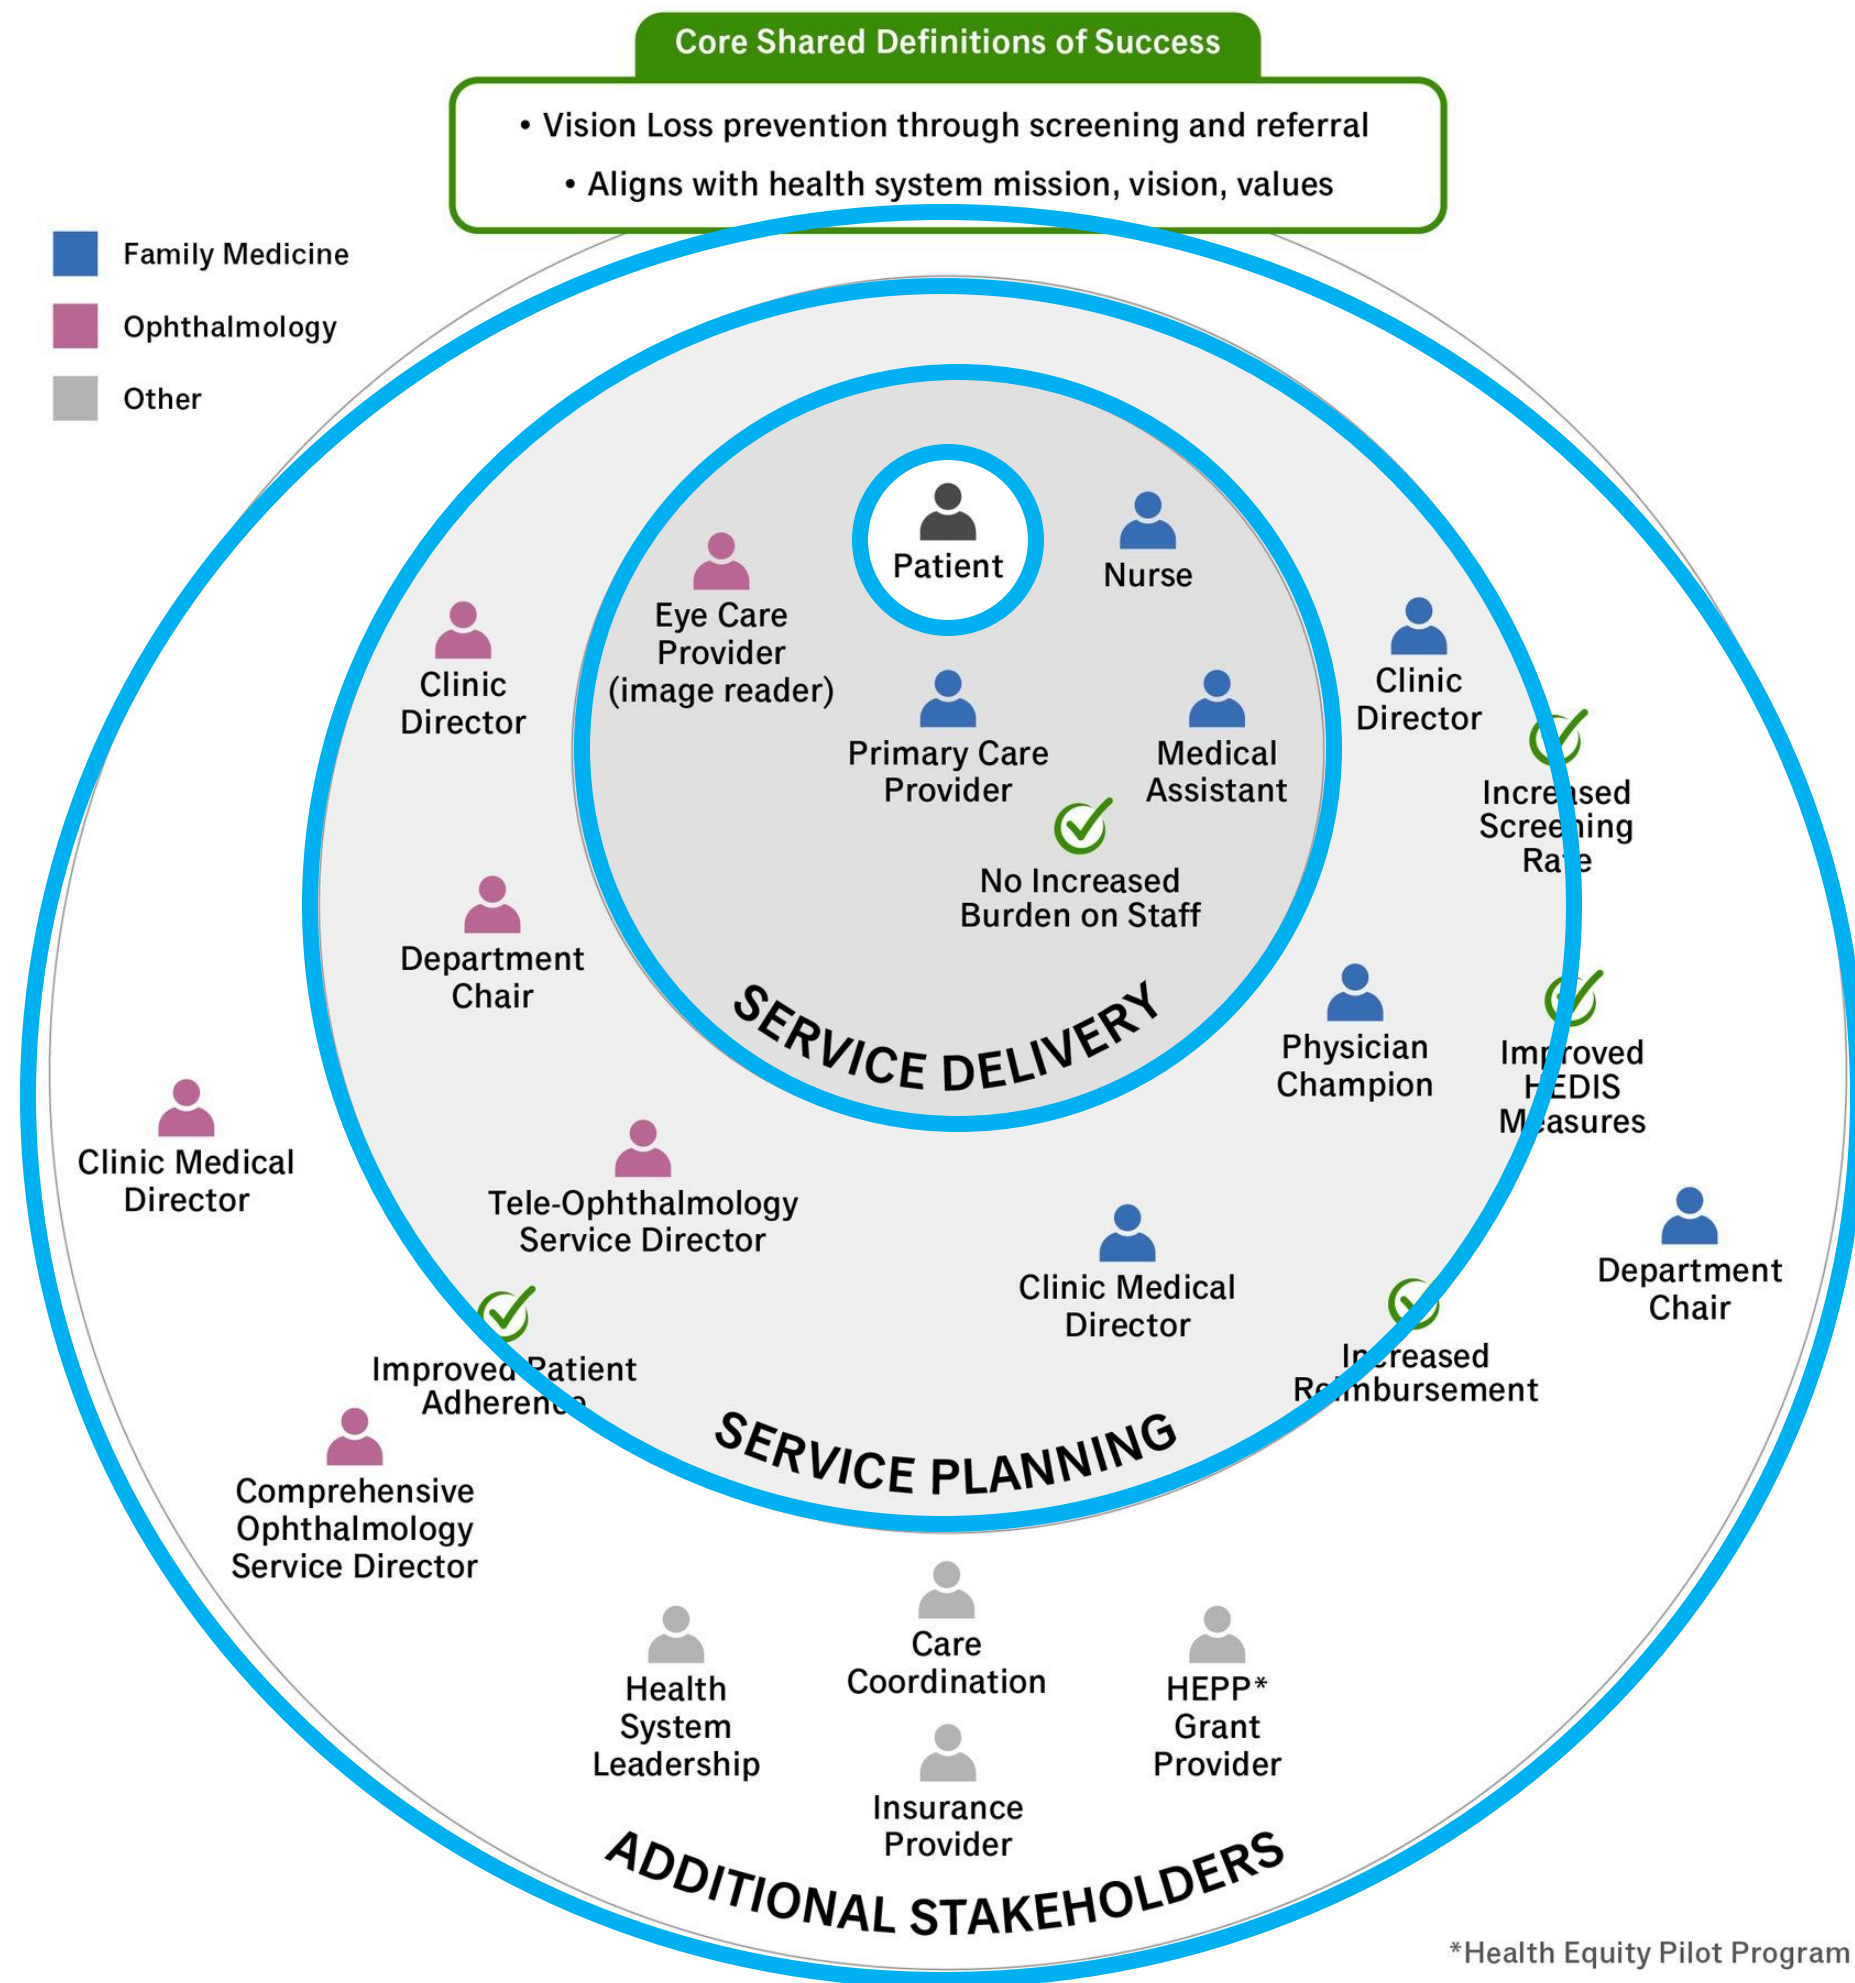 Core Shared Definitions of Success
• Vision Loss prevention through screening and referral
• Aligns with health system mission, vision, values
Family Medicine
Ophthalmology
Other
Patient
Nurse
Eye Care
Provider
(image reader)
Primary Care
Provider
Medical
Assistant
No Increased
Burden on Staff
SERVICE DELIVERY
Clinic
Director
Clinic
Director
Increased
Screening
Rate
Department
Chair
Physician
Champion
Improved
HEDIS
Measures
Tele-Ophthalmology
Service Director
Clinic Medical
Director
Improved Patient
Adherence
Increased
Reimbursement
SERVICE PLANNING
Clinic Medical
Director
Department
Chair
Comprehensive
Ophthalmology
Service Director
Health
System
Leadership
Care
Coordination
HEPP*
Grant
Provider
Insurance
Provider
ADDITIONAL STAKEHOLDERS
*Health Equity Pilot Program